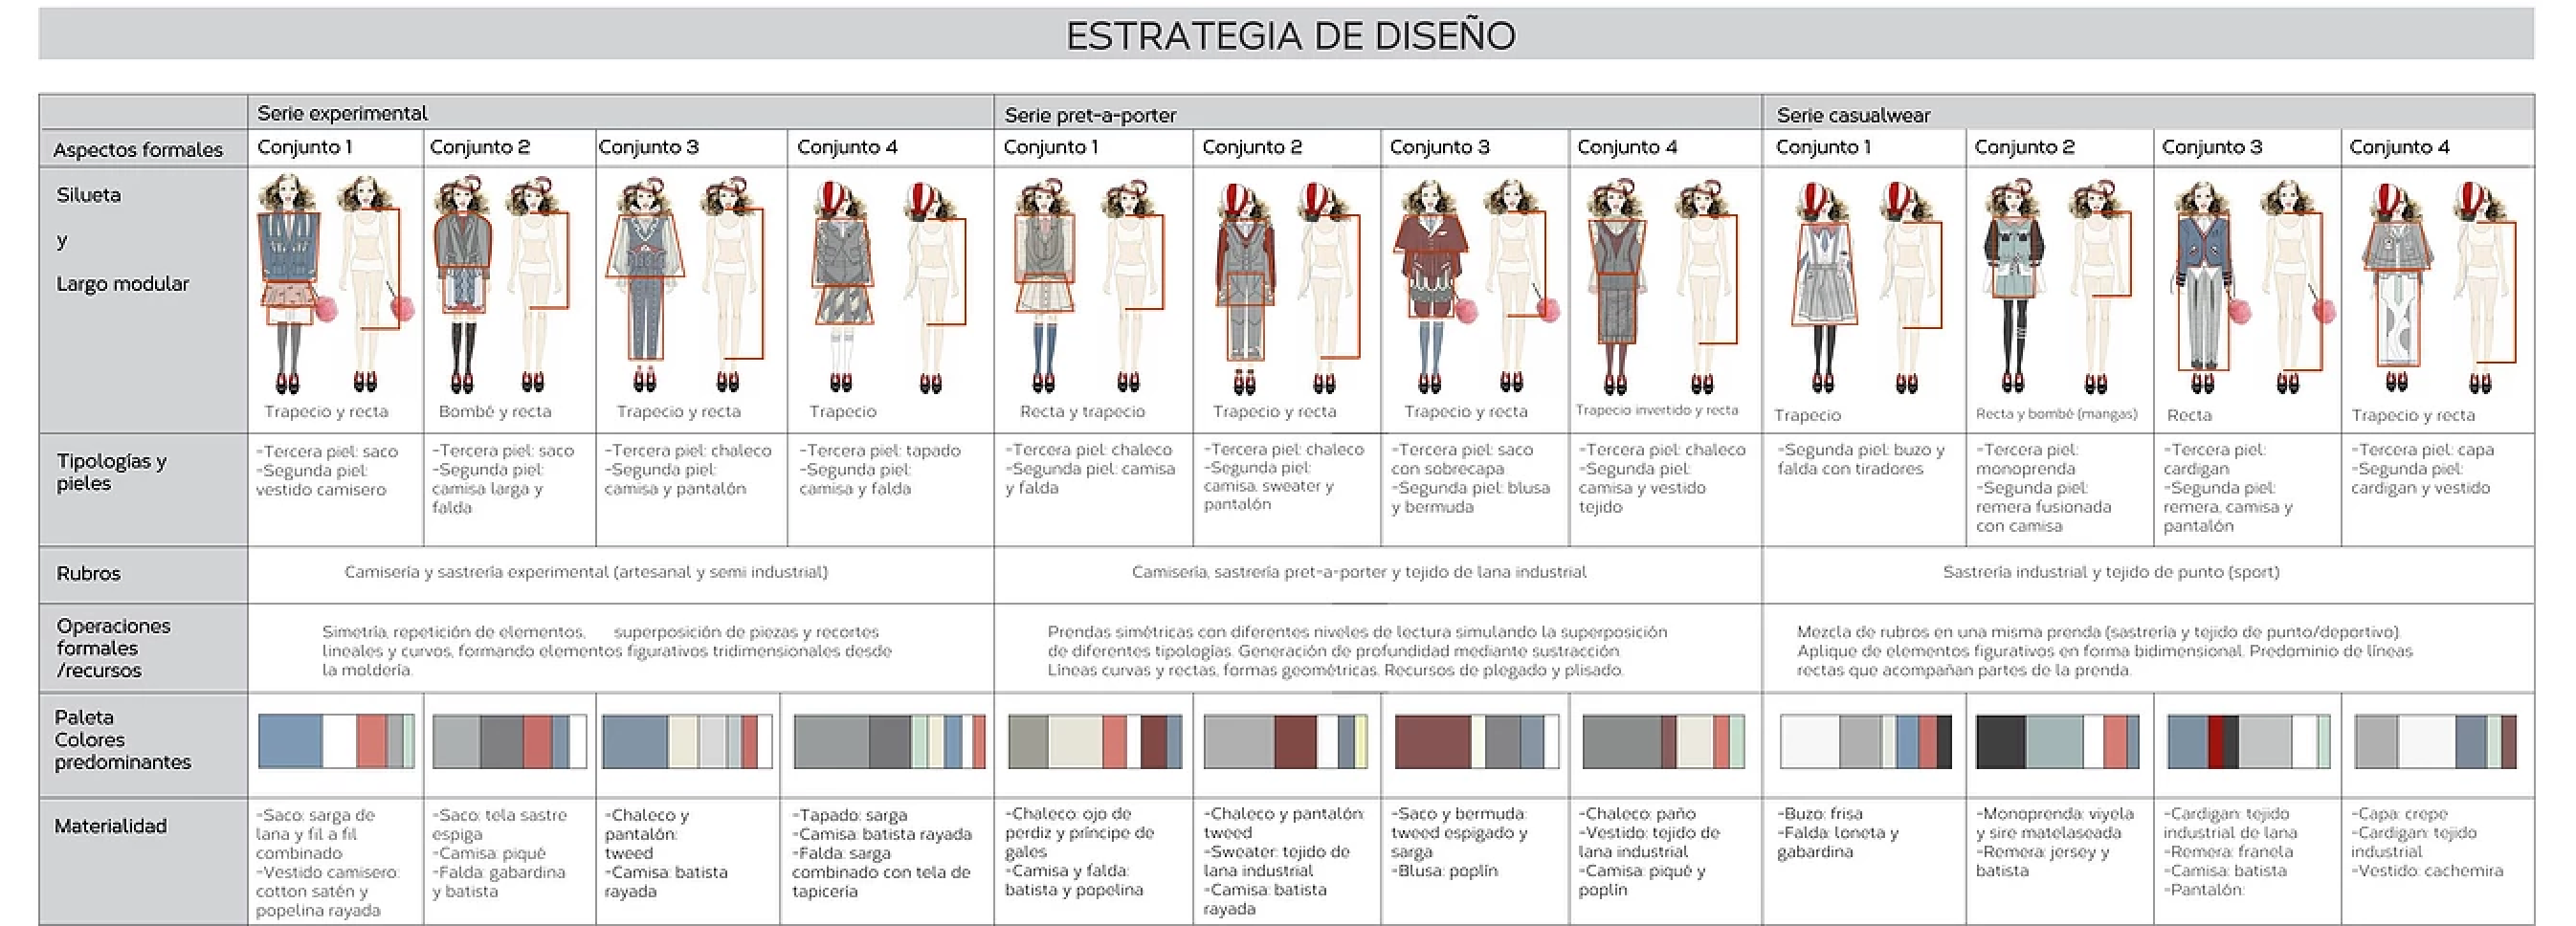 ESTRATEGIA DE DISEÑO
Serie experimental
Serie pret-a-porter
Serie casualwear
Aspectos formales
Conjunto 1
Conjunto 2
Conjunto 3
Conjunto 4
Conjunto 1
Conjunto 2
Conjunto 3
Conjunto 4
Conjunto 1
Conjunto 2
Conjunto 3
Conjunto 4
Silueta
y
Largo modular
Trapecio y recta
Bombé y recta
Trapecio y recta
Trapecio
Recta y trapecio
Trapecio y recta
Trapecio y recta
Trapecio invertido y recta
Trapecio
Recta y bombé (mangas)
Recta
Trapecio y recta
Tipologías y
pieles
-Tercera piel: saco
-Segunda piel:
vestido camisero
-Tercera piel: saco
-Segunda piel:
camisa larga y
falda
-Tercera piel: chaleco
-Segunda piel:
camisa y pantalón
-Tercera piel: tapado
-Segunda piel:
camisa y falda
-Tercera piel: chaleco
-Segunda piel: camisa
y falda
-Tercera piel: chaleco
-Segunda piel:
camisa, sweater y
pantalón
-Tercera piel: saco
con sobrecapa
-Segunda piel: blusa
y bermuda
-Tercera piel: chaleco
-Segunda piel:
camisa y vestido
tejido
-Segunda piel: buzo y
falda con tiradores
-Tercera piel:
monoprenda
-Segunda piel:
remera fusionada
con camisa
-Tercera piel:
cardigan
-Segunda piel:
remera, camisa y
pantalón
-Tercera piel: capa
-Segunda piel:
cardigan y vestido
Rubros
Camisería y sastrería experimental (artesanal y semi industrial)
Camisería, sastrería pret-a-porter y tejido de lana industrial
Sastrería industrial y tejido de punto (sport)
Operaciones
formales
/recursos
Simetría, repetición de elementos, superposición de piezas y recortes
lineales y curvos, formando elementos figurativos tridimensionales desde
la moldería.
Prendas simétricas con diferentes niveles de lectura simulando la superposición
de diferentes tipologías. Generación de profundidad mediante sustracción.
Líneas curvas y rectas, formas geométricas. Recursos de plegado y plisado.
Mezcla de rubros en una misma prenda (sastrería y tejido de punto/deportivo).
Aplique de elementos figurativos en forma bidimensional. Predominio de líneas
rectas que acompañan partes de la prenda.
Paleta
Colores
predominantes
Materialidad
-Saco: sarga de
lana y fil a fil
combinado
-Vestido camisero:
cotton satén y
popelina rayada
-Saco: tela sastre
espiga
-Camisa: piqué
-Falda: gabardina
y batista
-Chaleco y
pantalón:
tweed
-Camisa: batista
rayada
-Tapado: sarga
-Camisa: batista rayada
-Falda: sarga
combinado con tela de
tapicería
-Chaleco: ojo de
perdiz y príncipe de
gales
-Camisa y falda:
batista y popelina
-Chaleco y pantalón:
tweed
-Sweater: tejido de
lana industrial
-Camisa: batista
rayada
-Saco y bermuda:
tweed espigado y
sarga
-Blusa: poplín
-Chaleco: paño
-Vestido: tejido de
lana industrial
-Camisa: piqué y
poplín
-Buzo: frisa
-Falda: loneta y
gabardina
-Monoprenda: viyela
y sire matelaseada
-Remera: jersey y
batista
-Cardigan: tejido
industrial de lana
-Remera: franela
-Camisa: batista
-Pantalón:
-Capa: crepe
-Cardigan: tejido
industrial
-Vestido: cachemira